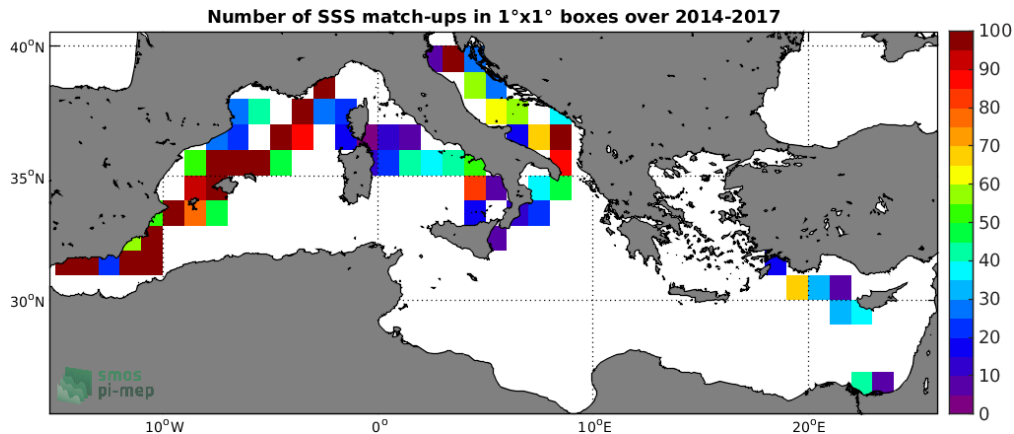 Number of SSS match-ups in 1°x1° boxes over 2014-2017
40°N
35°N
30°N
10°W
0°
10°E
20°E
100
90
80
70
60
50
40
30
20
10
0
smos
pi-mep